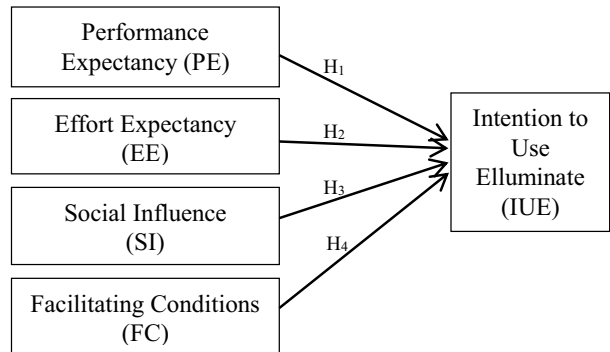 Performance
Expectancy (PE)
H1
Effort Expectancy
(EE)
H2
Social Influence
(SI)
H3
Facilitating Conditions
(FC)
H4
Intention to
Use
Elluminate
(IUE)